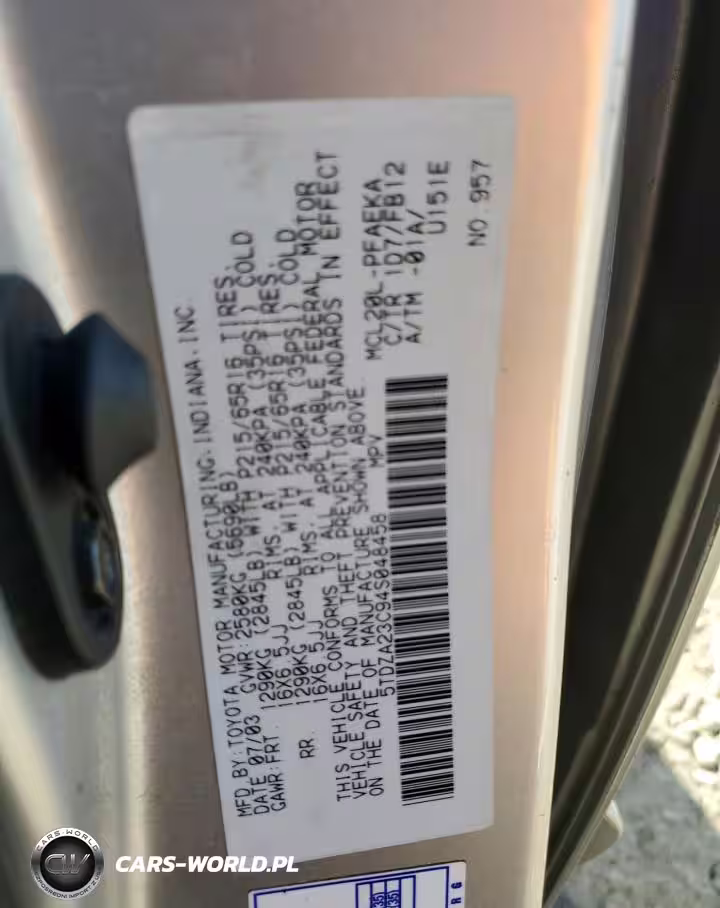 MFD BY: TOYOTA MOTOR MANUFACTURING, INDIANA, INC.
DATE 07/03 GVWR: 2580KG (5690LB)
GAWR: FRT. 1290KG (2845LB) WITH P215/65R16 TIRES.
16X6.5JJ RIMS, AT 240KPA (35PSI) COLD
RR. 1290KG (2845LB) WITH P215/65R16 TIRES.
16X6.5JJ RIMS, AT 240KPA (35PSI) COLD
THIS VEHICLE CONFORMS TO ALL APPLICABLE FEDERAL MOTOR
VEHICLE SAFETY AND THEFT PREVENTION STANDARDS IN EFFECT
ON THE DATE OF MANUFACTURE SHOWN ABOVE.
5TDZA23C94S048458 MPV
MCL20L-PFAEKA
C/TR 1D7/FB12
A/TM -01A/
U151E
NO.957
CARS-WORLD
CW
CARS-WORLD.PL